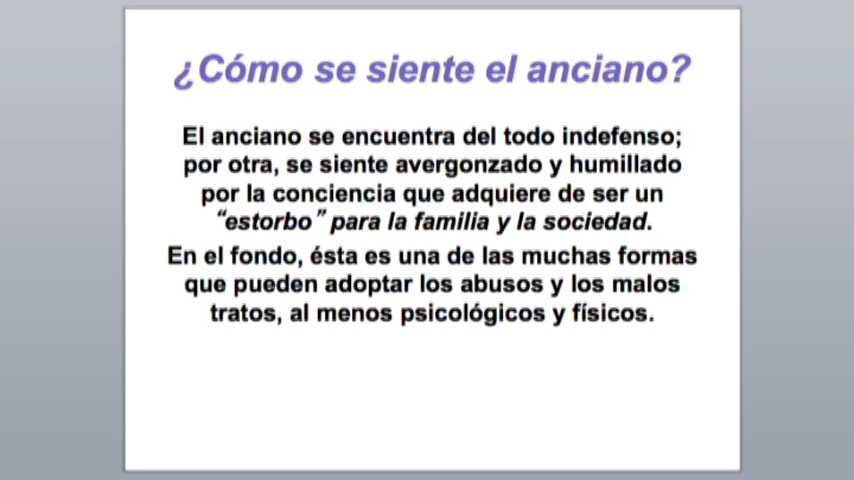 ¿Cómo se siente el anciano?
El anciano se encuentra del todo indefenso;
por otra, se siente avergonzado y humillado
por la conciencia que adquiere de ser un
“estorbo” para la familia y la sociedad.
En el fondo, ésta es una de las muchas formas
que pueden adoptar los abusos y los malos
tratos, al menos psicológicos y físicos.